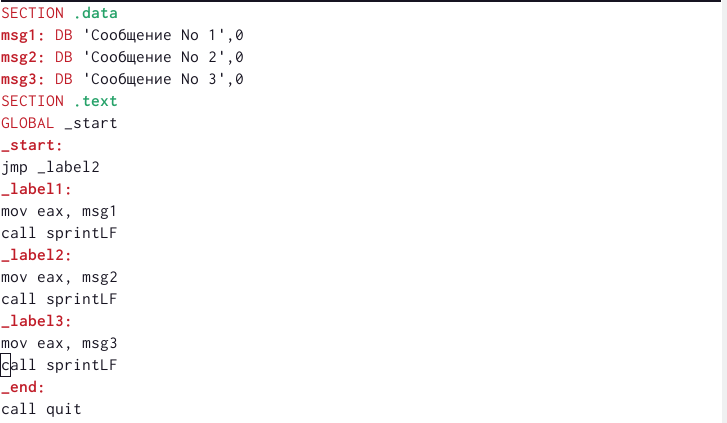 SECTION .data
msg1: DB 'Сообщение No 1',0
msg2: DB 'Сообщение No 2',0
msg3: DB 'Сообщение No 3',0
SECTION .text
GLOBAL _start
_start:
jmp _label2
_label1:
mov eax, msg1
call sprintLF
_label2:
mov eax, msg2
call sprintLF
_label3:
mov eax, msg3
call sprintLF
_end:
call quit